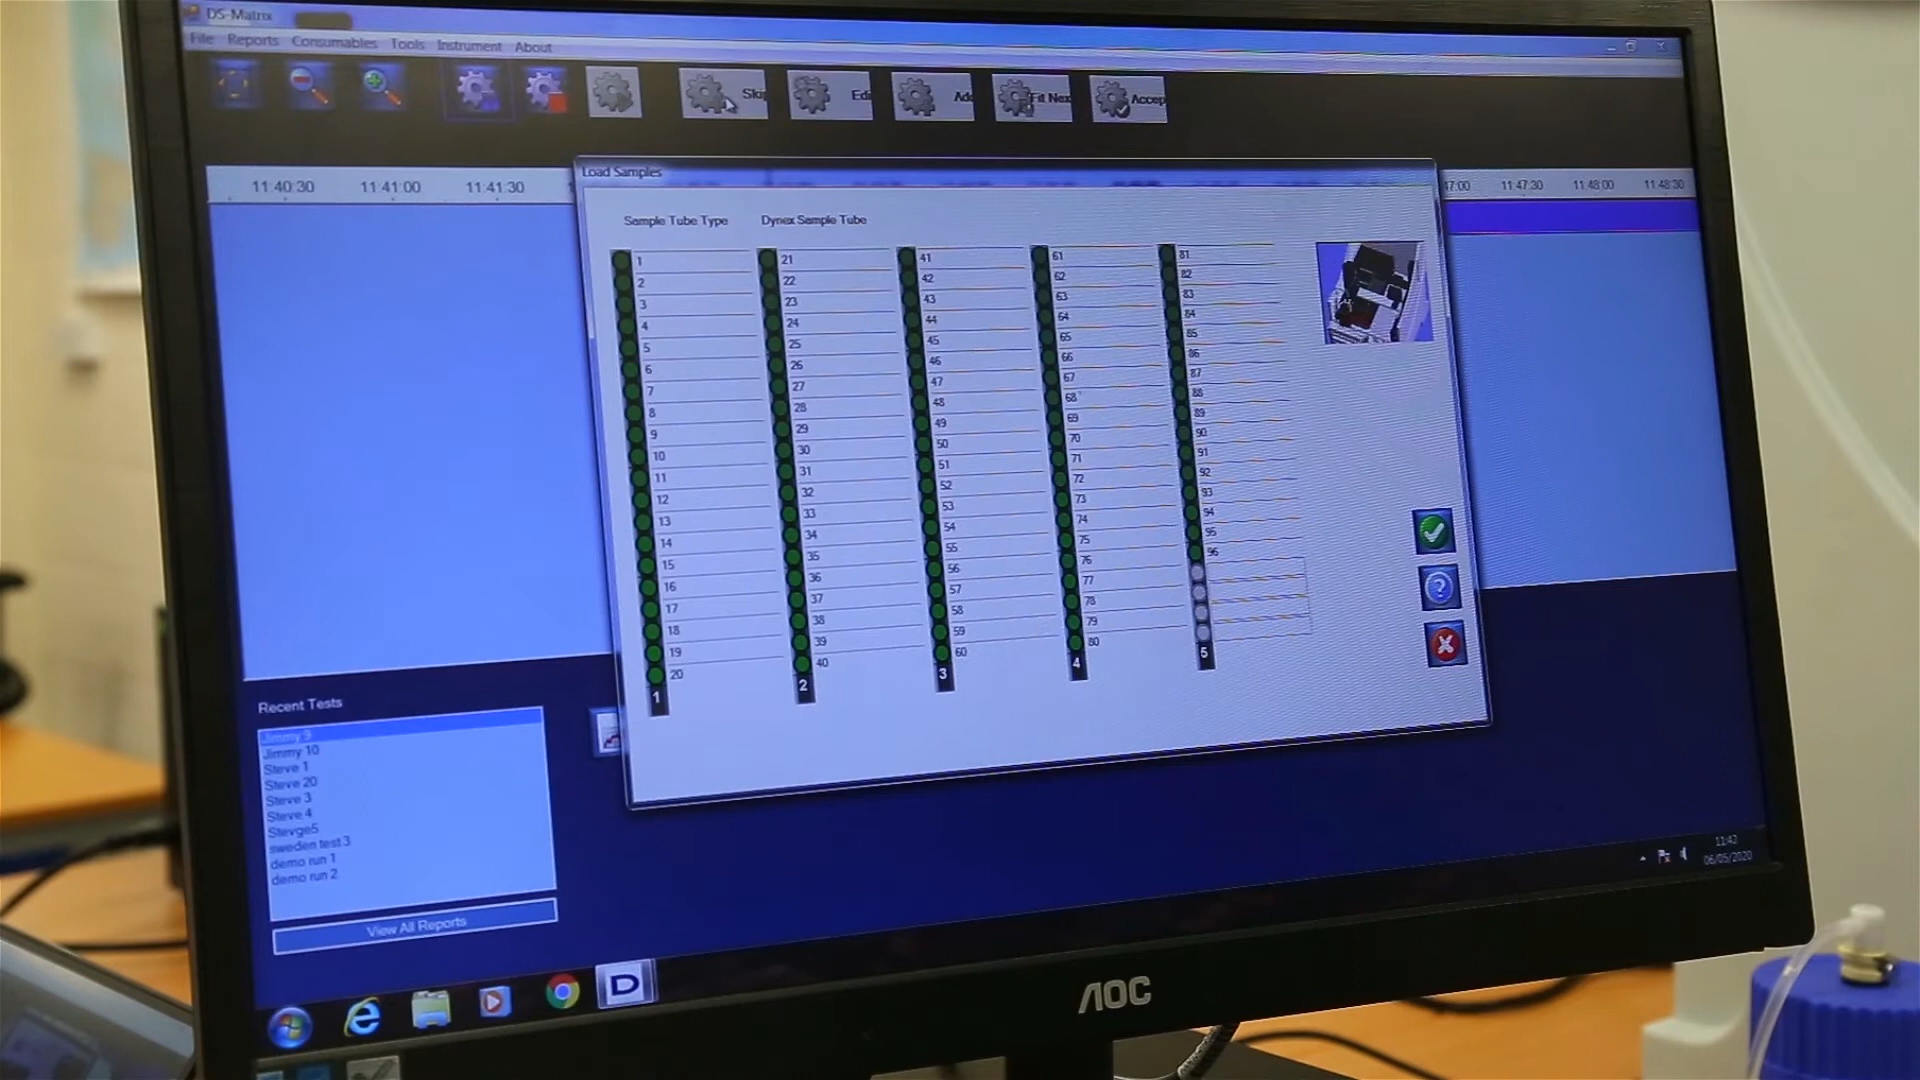 DS-Matrix
File Reports Consumables Tools Instrument About
Skip Edi Add Fit Nex Accep
11:40:30 11:41:00 11:41:30 47:00 11:47:30 11:48:00 11:48:30
Load Samples
Sample Tube Type Dynex Sample Tube
1 21 41 61 81
2 22 42 62 82
3 23 43 63 83
4 24 44 64 84
5 25 45 65 85
6 26 46 66 86
7 27 47 67 87
8 28 48 68 88
9 29 49 69 89
10 30 50 70 90
11 31 51 71 91
12 32 52 72 92
13 33 53 73 93
14 34 54 74 94
15 35 55 75 95
16 36 56 76 96
17 37 57 77
18 38 58 78
19 39 59 79
20 40 60 80
1 2 3 4 5
Recent Tests
Jimmy 9
Jimmy 10
Steve 1
Steve 20
Steve 3
Steve 4
Stevge5
sweden test 3
demo run 1
demo run 2
View All Reports
11:42
06/05/2020
D
AOC